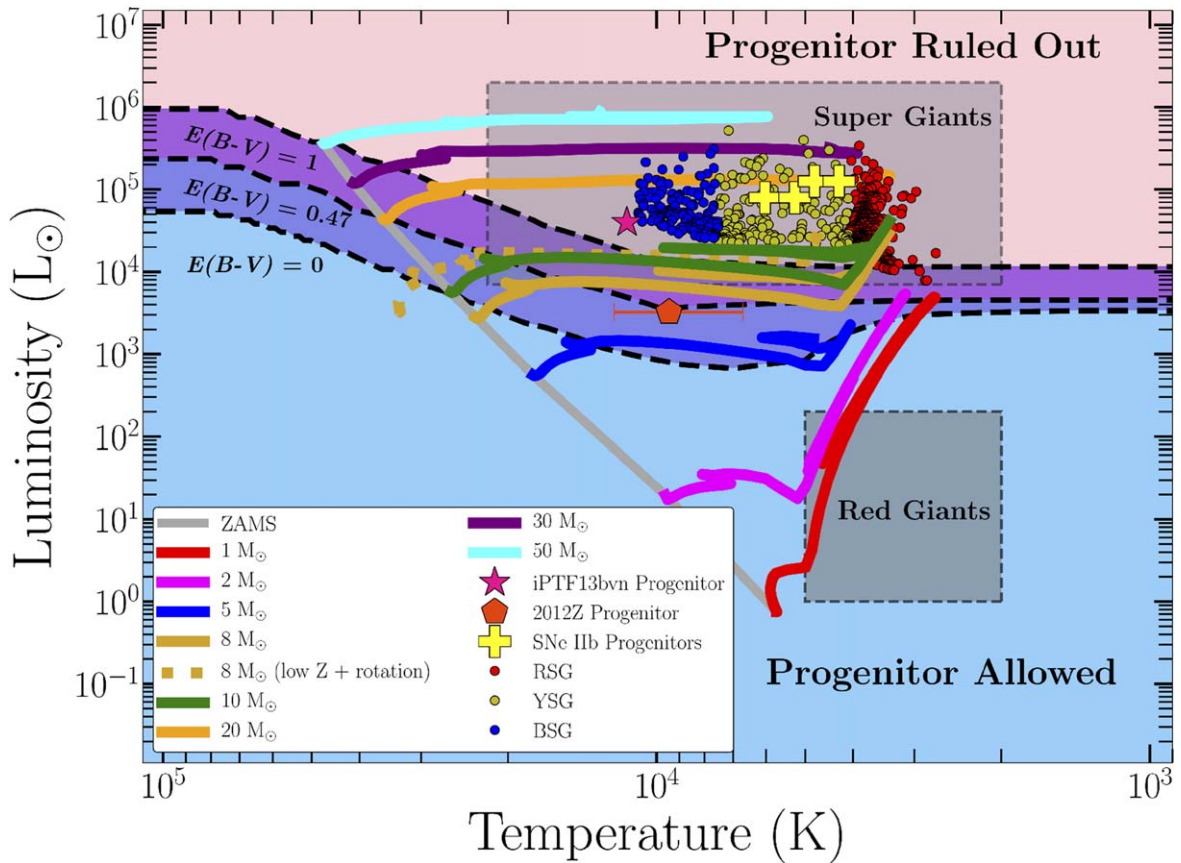 Progenitor Ruled Out
Super Giants
E(B-V) = 1
E(B-V) = 0.47
E(B-V) = 0
Red Giants
Progenitor Allowed
ZAMS
1 M☉
2 M☉
5 M☉
8 M☉
8 M☉ (low Z + rotation)
10 M☉
20 M☉
30 M☉
50 M☉
iPTF13bvn Progenitor
2012Z Progenitor
SNe IIb Progenitors
RSG
YSG
BSG
Luminosity (L☉)
10⁷
10⁶
10⁵
10⁴
10³
10²
10¹
10⁰
10⁻¹
10⁵
10⁴
10³
Temperature (K)